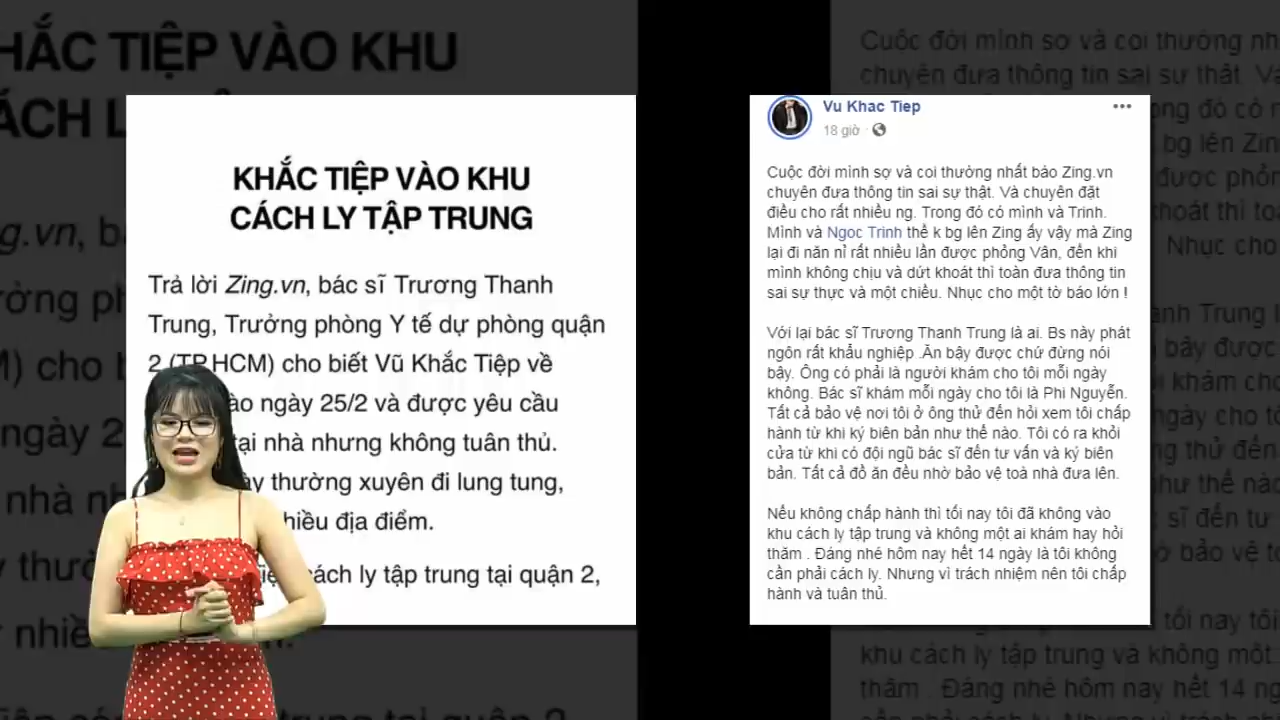 KHẮC TIỆP VÀO KHU
CÁCH LY TẬP TRUNG
Trả lời Zing.vn, bác sĩ Trương Thanh
Trung, Trưởng phòng Y tế dự phòng quận
2 (TP.HCM) cho biết Vũ Khắc Tiệp về
ngày 25/2 và được yêu cầu
tại nhà nhưng không tuân thủ.
thường xuyên đi lung tung,
địa điểm.
cách ly tập trung tại quận 2,
Vu Khac Tiep
18 giờ
Cuộc đời mình sợ và coi thường nhất báo Zing.vn
chuyên đưa thông tin sai sự thật. Và chuyên đặt
điều cho rất nhiều ng. Trong đó có mình và Trinh.
Mình và Ngoc Trinh thề k bg lên Zing ấy vậy mà Zing
lại đi năn nỉ rất nhiều lần được phỏng Vân, đến khi
mình không chịu và dứt khoát thì toàn đưa thông tin
sai sự thực và một chiều. Nhục cho một tờ báo lớn !
Với lại bác sĩ Trương Thanh Trung là ai. Bs này phát
ngôn rất khẩu nghiệp .Ăn bậy được chứ đừng nói
bậy. Ông có phải là người khám cho tôi mỗi ngày
không. Bác sĩ khám mỗi ngày cho tôi là Phi Nguyễn.
Tất cả bảo vệ nơi tôi ở ông thử đến hỏi xem tôi chấp
hành từ khi ký biên bản như thế nào. Tôi có ra khỏi
cửa từ khi có đội ngũ bác sĩ đến tư vấn và ký biên
bản. Tất cả đồ ăn đều nhờ bảo vệ toà nhà đưa lên.
Nếu không chấp hành thì tối nay tôi đã không vào
khu cách ly tập trung và không một ai khám hay hỏi
thăm . Đáng nhé hôm nay hết 14 ngày là tôi không
cần phải cách ly. Nhưng vì trách nhiệm nên tôi chấp
hành và tuân thủ.